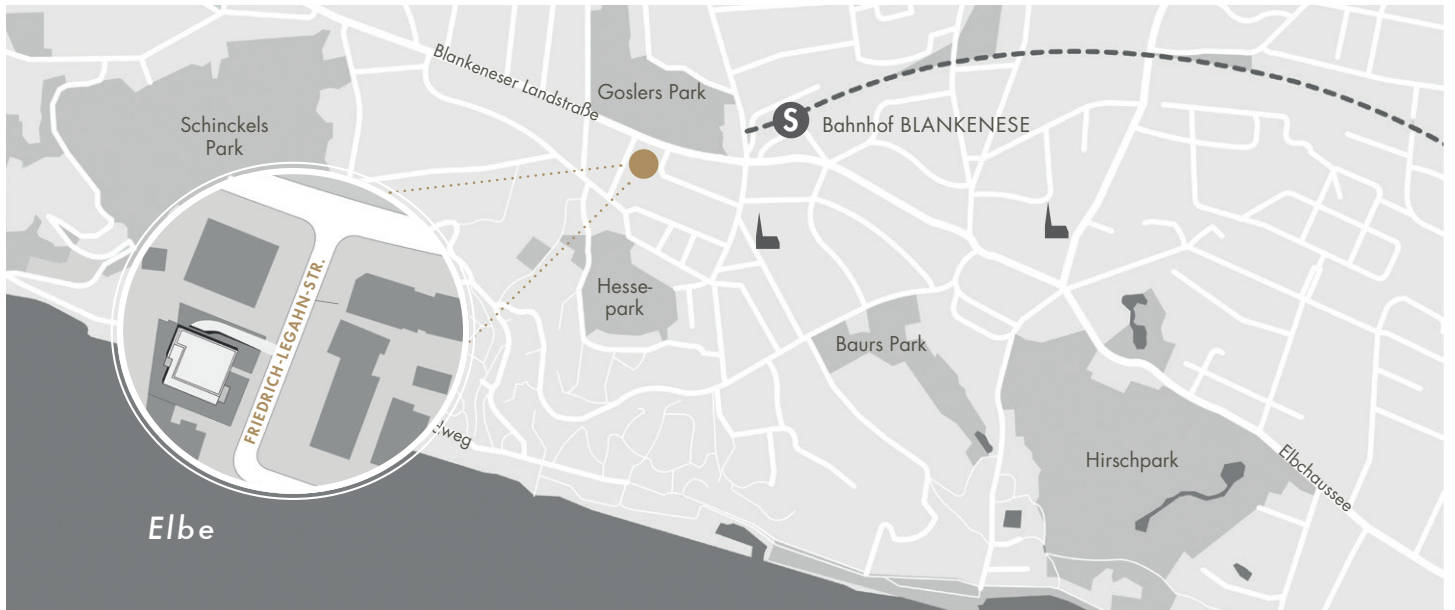 Blankeneser Landstraße
Goslers Park
S
Bahnhof BLANKENESE
Schinckels
Park
Hesse-
park
Baurs Park
FRIEDRICH-LEGAHN-STR.
Hirschpark
Elbchaussee
Elbe